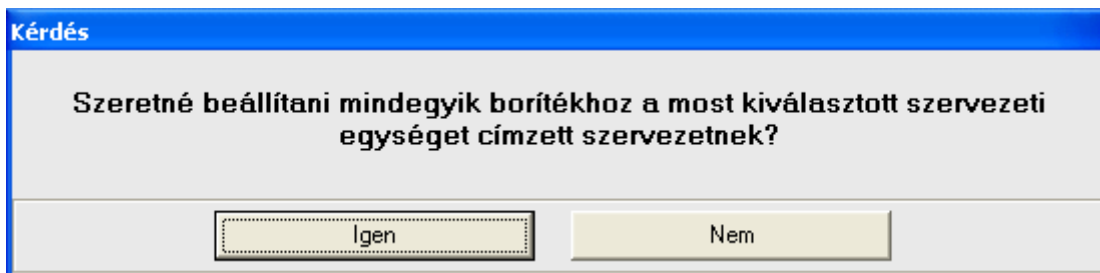 Kérdés
Szeretné beállítani mindegyik borítékhoz a most kiválasztott szervezeti
egységet címzett szervezetnek?
Igen
Nem